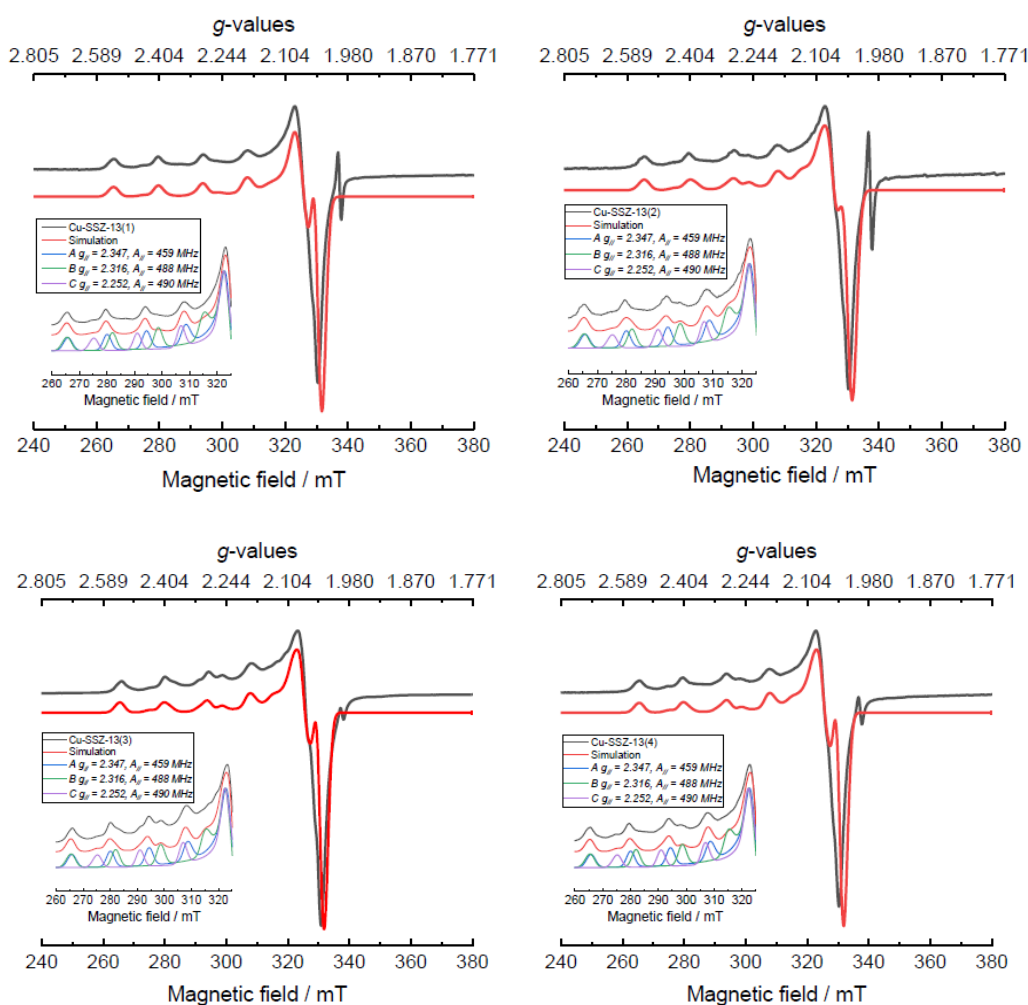 g-values
2.805 2.589 2.404 2.244 2.104 1.980 1.870 1.771
Cu-SSZ-13(1)
Simulation
A g// = 2.347, A// = 459 MHz
B g// = 2.316, A// = 488 MHz
C g// = 2.252, A// = 490 MHz
260 270 280 290 300 310 320
Magnetic field / mT
240 260 280 300 320 340 360 380
Magnetic field / mT
g-values
2.805 2.589 2.404 2.244 2.104 1.980 1.870 1.771
Cu-SSZ-13(2)
Simulation
A g// = 2.347, A// = 459 MHz
B g// = 2.316, A// = 488 MHz
C g// = 2.252, A// = 490 MHz
260 270 280 290 300 310 320
Magnetic field / mT
240 260 280 300 320 340 360 380
Magnetic field / mT
g-values
2.805 2.589 2.404 2.244 2.104 1.980 1.870 1.771
Cu-SSZ-13(3)
Simulation
A g// = 2.347, A// = 459 MHz
B g// = 2.316, A// = 488 MHz
C g// = 2.252, A// = 490 MHz
260 270 280 290 300 310 320
Magnetic field / mT
240 260 280 300 320 340 360 380
Magnetic field / mT
g-values
2.805 2.589 2.404 2.244 2.104 1.980 1.870 1.771
Cu-SSZ-13(4)
Simulation
A g// = 2.347, A// = 459 MHz
B g// = 2.316, A// = 488 MHz
C g// = 2.252, A// = 490 MHz
260 270 280 290 300 310 320
Magnetic field / mT
240 260 280 300 320 340 360 380
Magnetic field / mT